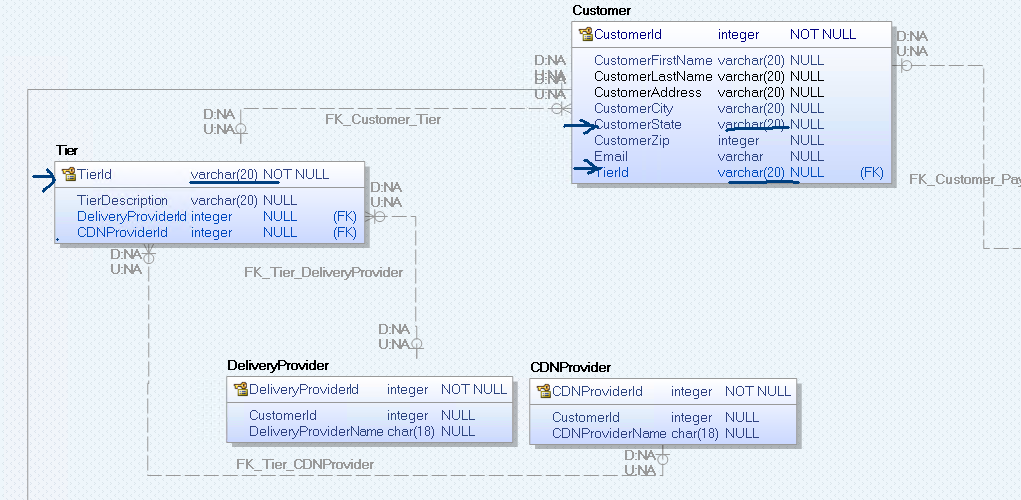 Customer
CustomerId integer NOT NULL
CustomerFirstName varchar(20) NULL
CustomerLastName varchar(20) NULL
CustomerAddress varchar(20) NULL
CustomerCity varchar(20) NULL
CustomerState varchar(20) NULL
CustomerZip integer NULL
Email varchar NULL
TierId varchar(20) NULL (FK)
D:NA
U:NA
D:NA
U:NA
D:NA
D:NA
U:NA
FK_Customer_Tier
FK_Customer_Pay
Tier
TierId varchar(20) NOT NULL
TierDescription varchar(20) NULL
DeliveryProviderId integer NULL (FK)
CDNProviderId integer NULL (FK)
D:NA
U:NA
D:NA
U:NA
FK_Tier_DeliveryProvider
D:NA
U:NA
DeliveryProvider
DeliveryProviderId integer NOT NULL
CustomerId integer NULL
DeliveryProviderName char(18) NULL
CDNProvider
CDNProviderId integer NOT NULL
CustomerId integer NULL
CDNProviderName char(18) NULL
FK_Tier_CDNProvider
D:NA
U:NA